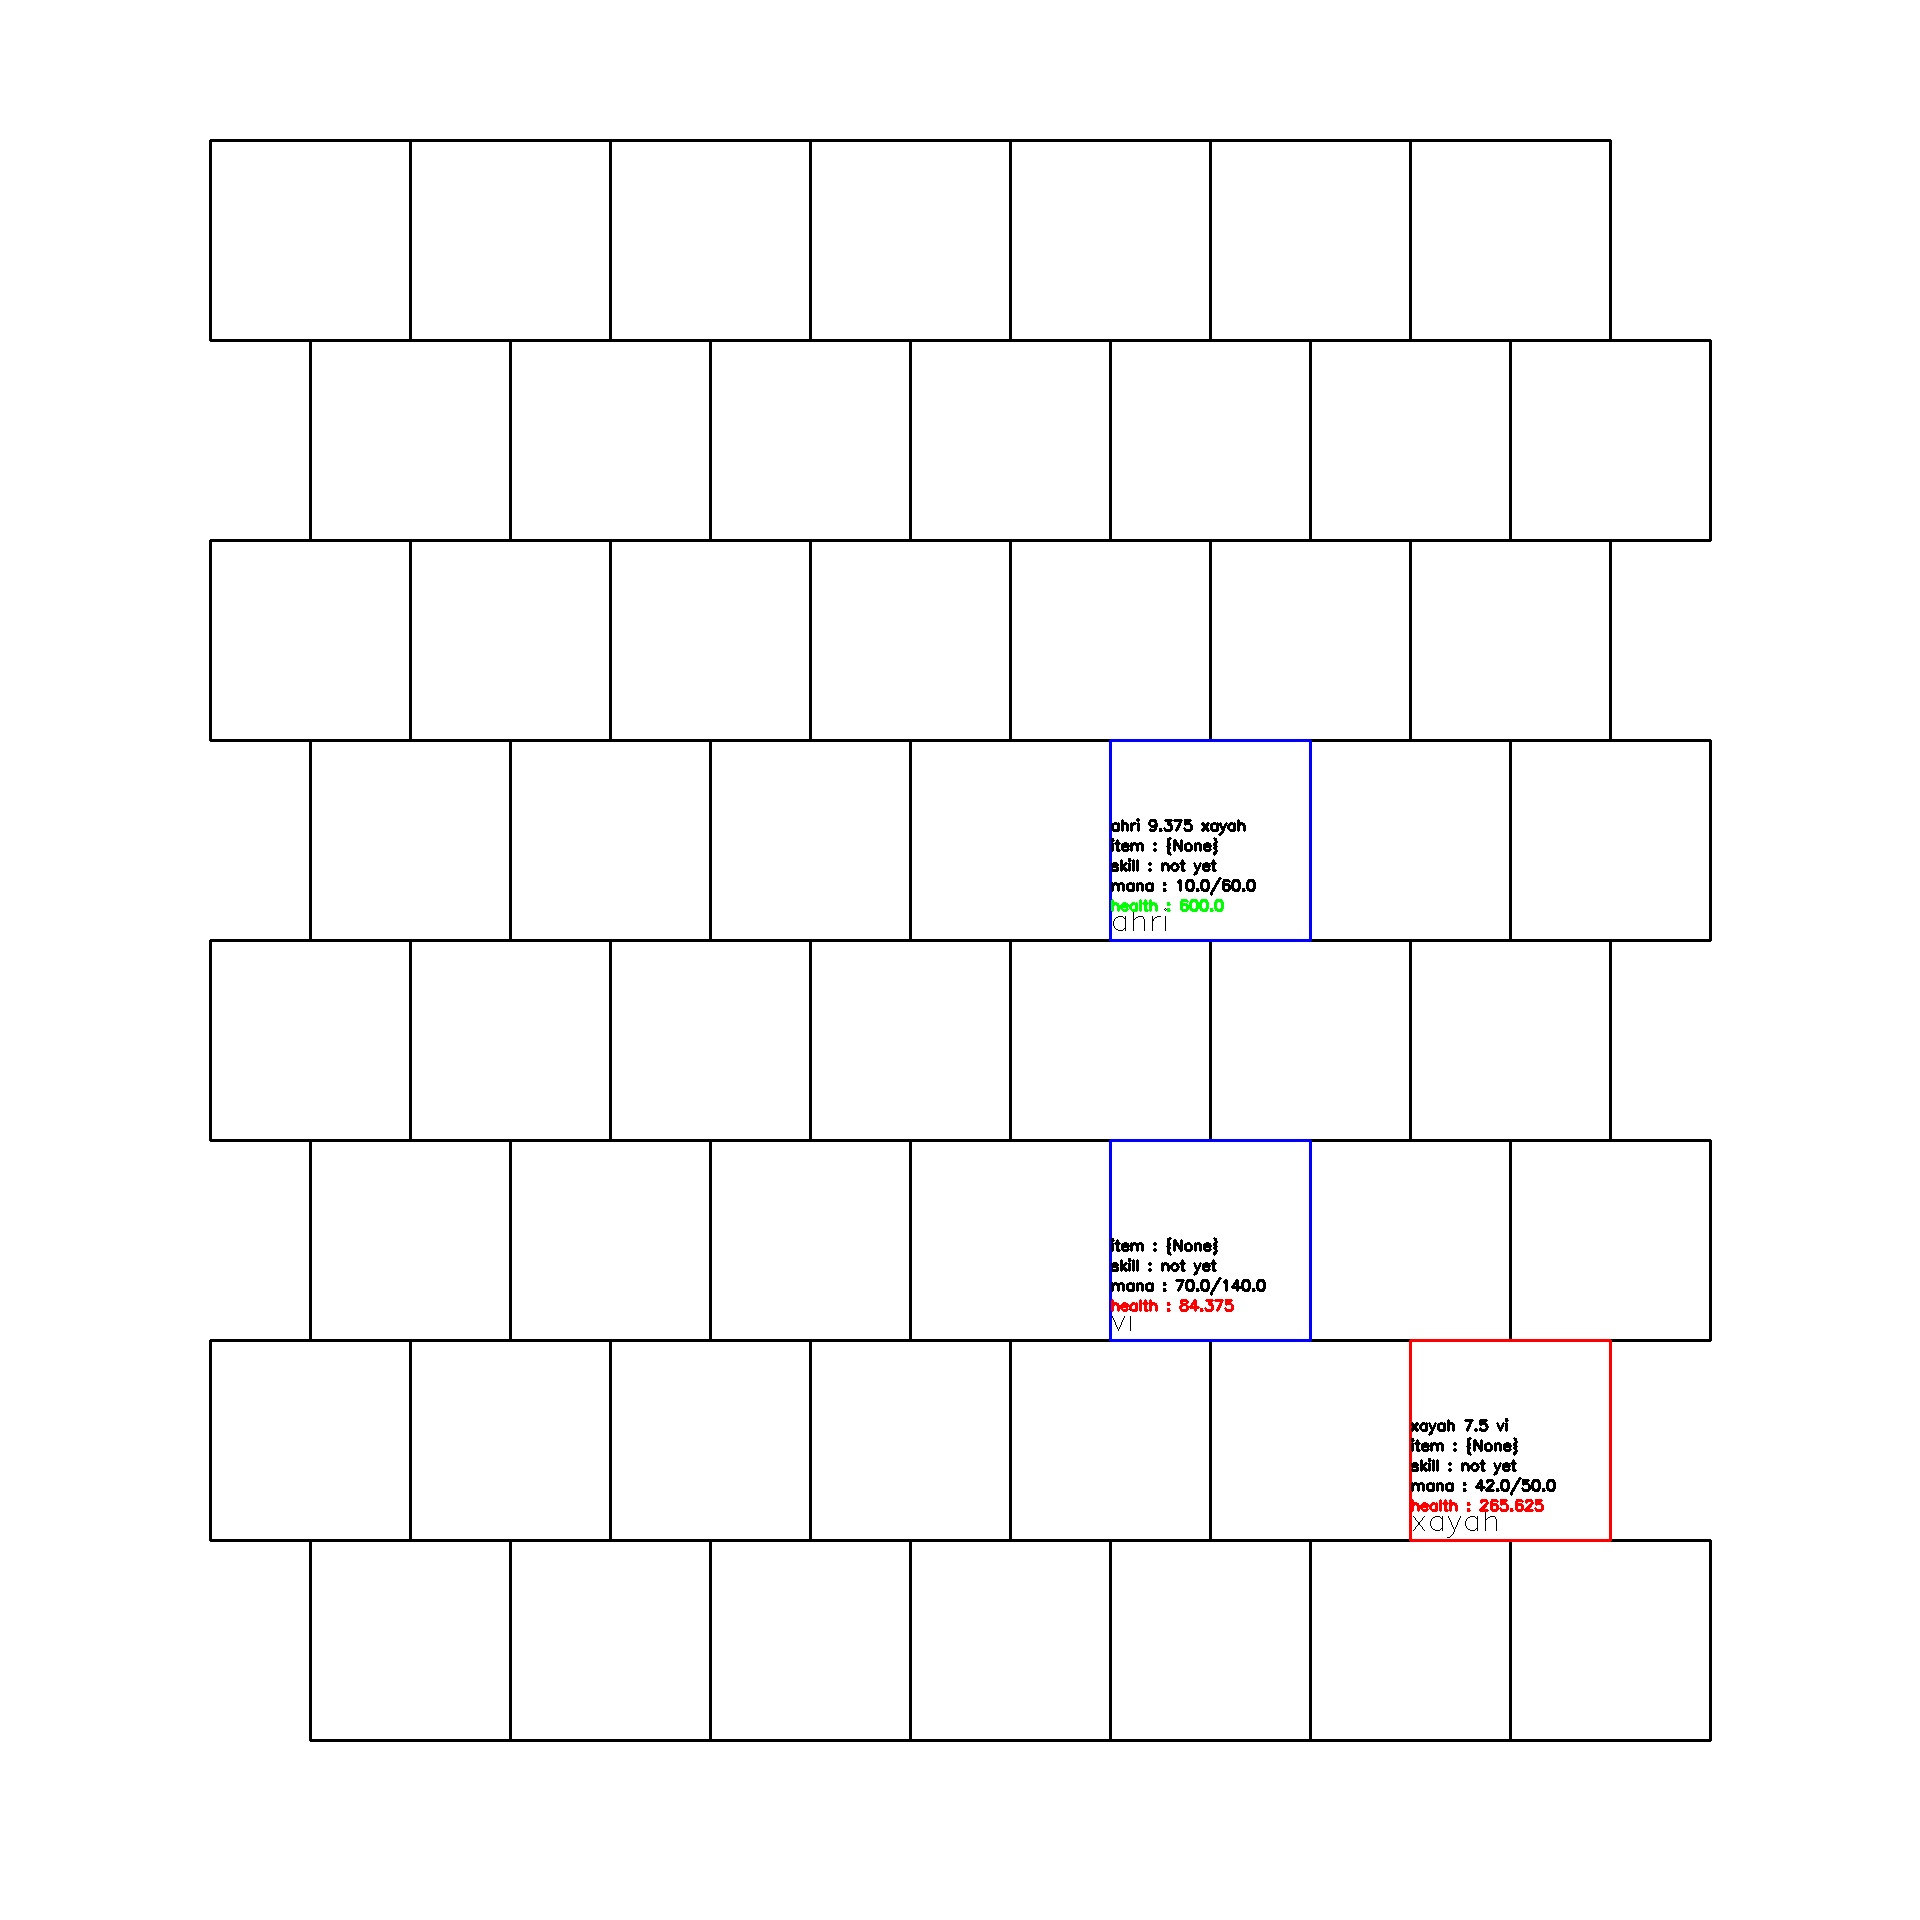 ahri 9.375 xayah
item : {None}
skill : not yet
mana : 10.0/60.0
health : 600.0
ahri
item : {None}
skill : not yet
mana : 70.0/140.0
health : 84.375
vi
xayah 7.5 vi
item : {None}
skill : not yet
mana : 42.0/50.0
health : 265.625
xayah